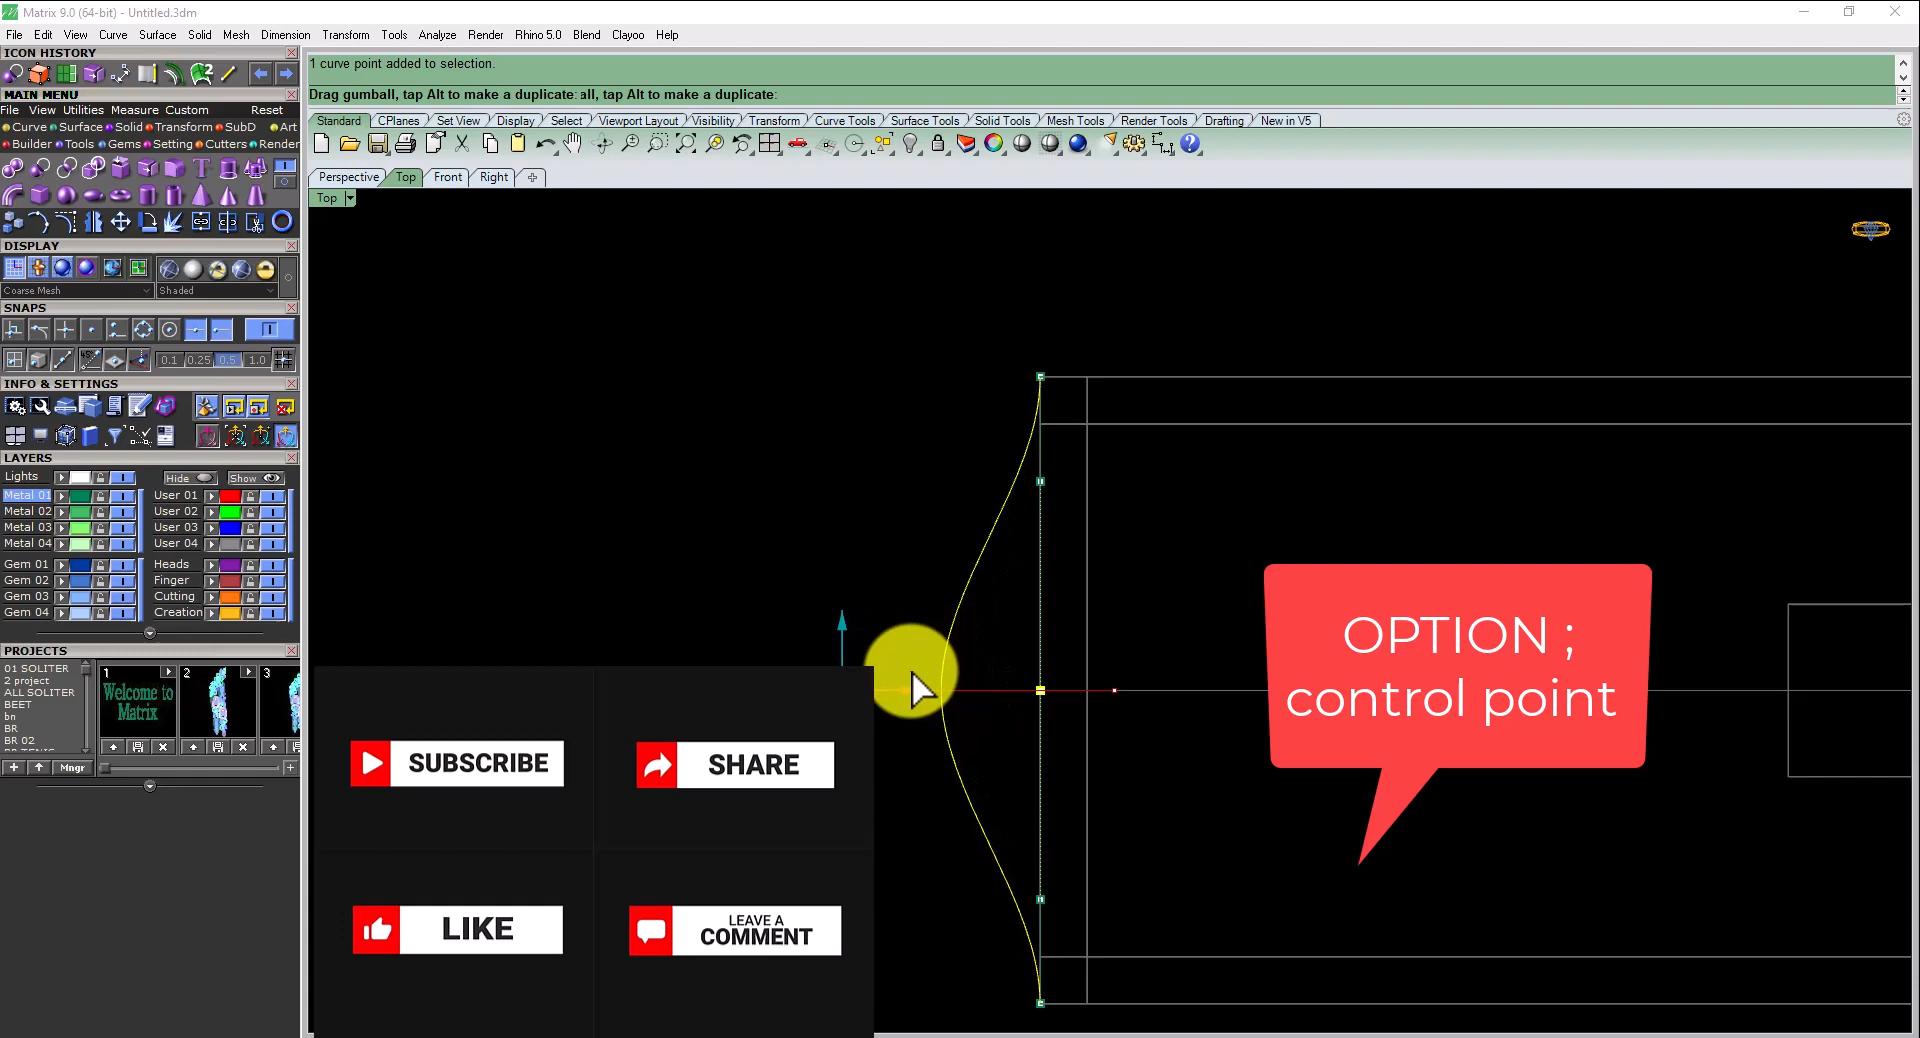 Matrix 9.0 (64-bit) - Untitled.3dm
File Edit View Curve Surface Solid Mesh Dimension Transform Tools Analyze Render Rhino 5.0 Blend Clayoo Help
ICON HISTORY
1 curve point added to selection.
Drag gumball, tap Alt to make a duplicate: all, tap Alt to make a duplicate:
MAIN MENU
File View Utilities Measure Custom Reset
Curve Surface Solid Transform SubD Art
Builder Tools Gems Setting Cutters Render
Standard CPlanes Set View Display Select Viewport Layout Visibility Transform Curve Tools Surface Tools Solid Tools Mesh Tools Render Tools Drafting New in V5
Perspective Top Front Right
Top
DISPLAY
Coarse Mesh Shaded
SNAPS
0.1 0.25 0.5 1.0
INFO & SETTINGS
LAYERS
Lights Hide Show
Metal 01 User 01
Metal 02 User 02
Metal 03 User 03
Metal 04 User 04
Gem 01 Heads
Gem 02 Finger
Gem 03 Cutting
Gem 04 Creation
PROJECTS
01 SOLITER
2 project
ALL SOLITER
BEET
bn
BR
BR 02
1 2 3
Welcome to
Matrix
Mngr
SUBSCRIBE
SHARE
LIKE
LEAVE A
COMMENT
OPTION ;
control point